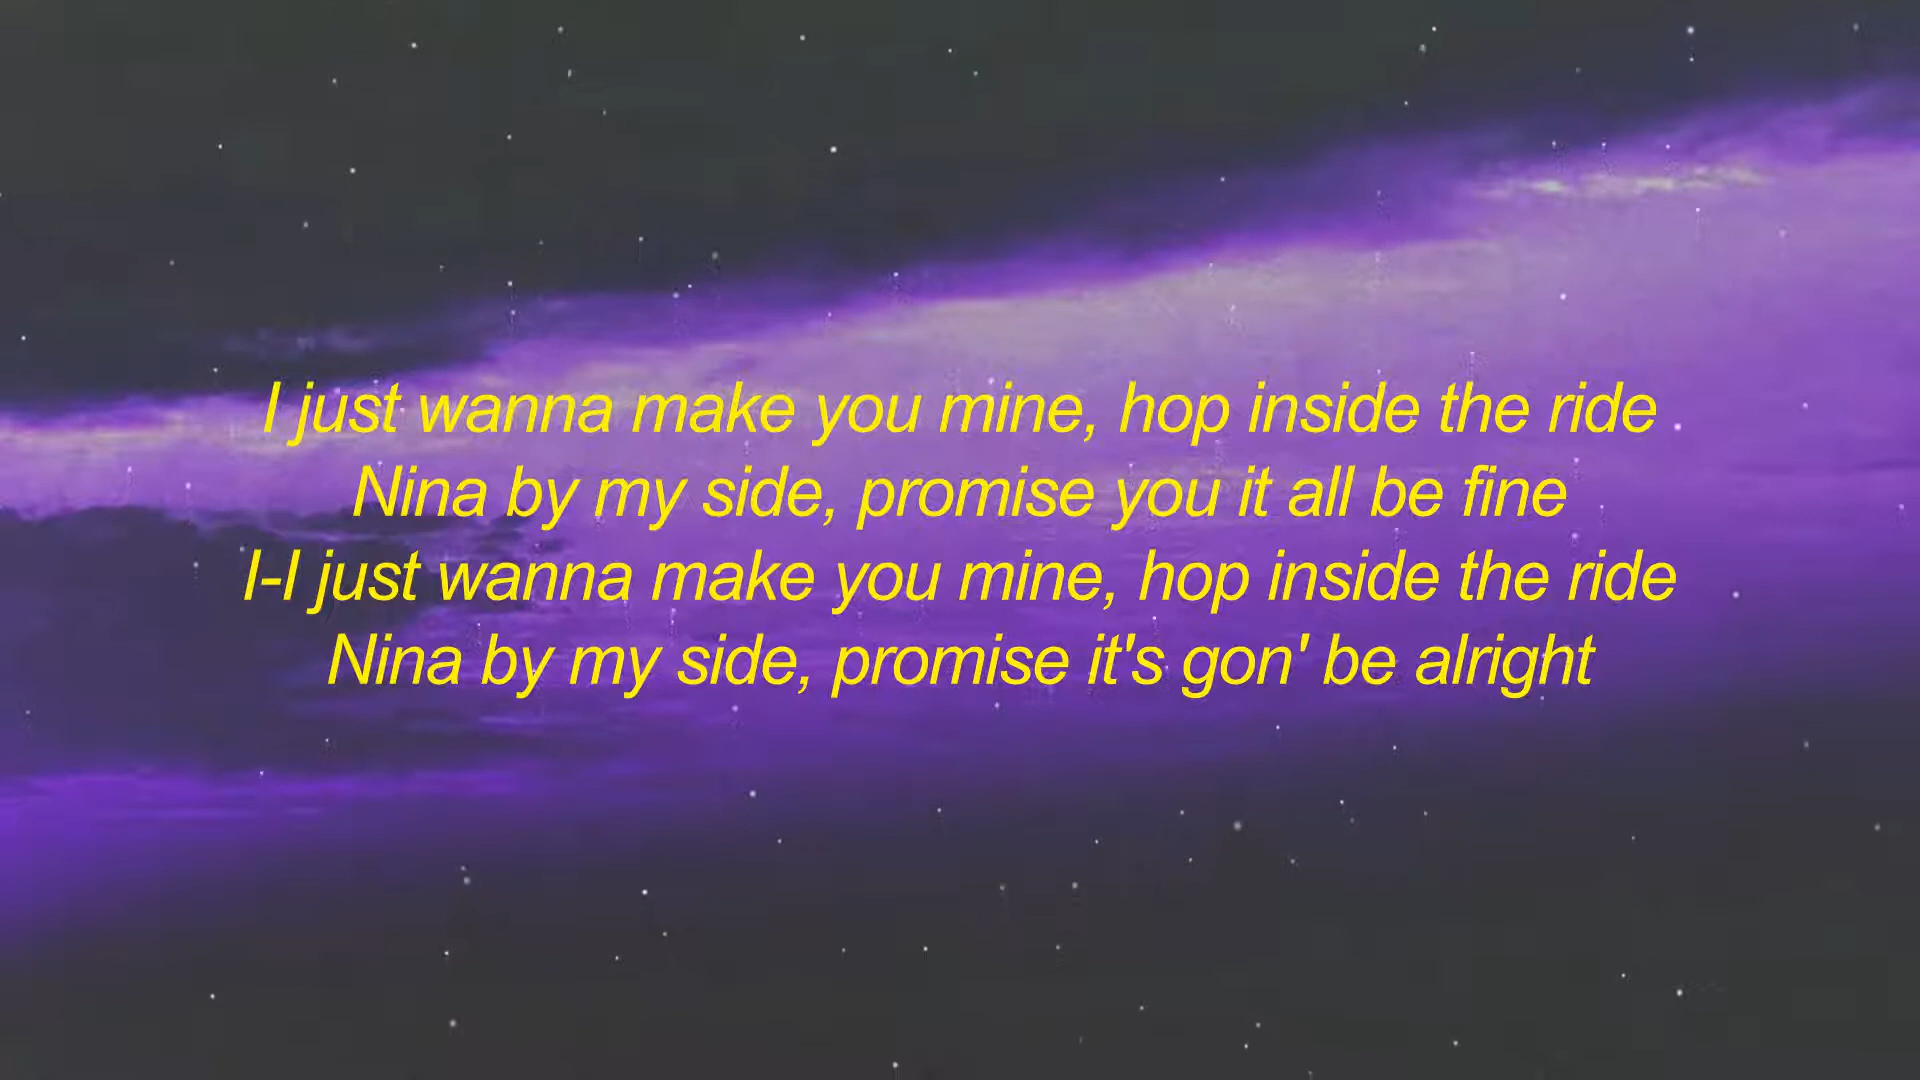 I just wanna make you mine, hop inside the ride
Nina by my side, promise you it all be fine
I-I just wanna make you mine, hop inside the ride
Nina by my side, promise it's gon' be alright